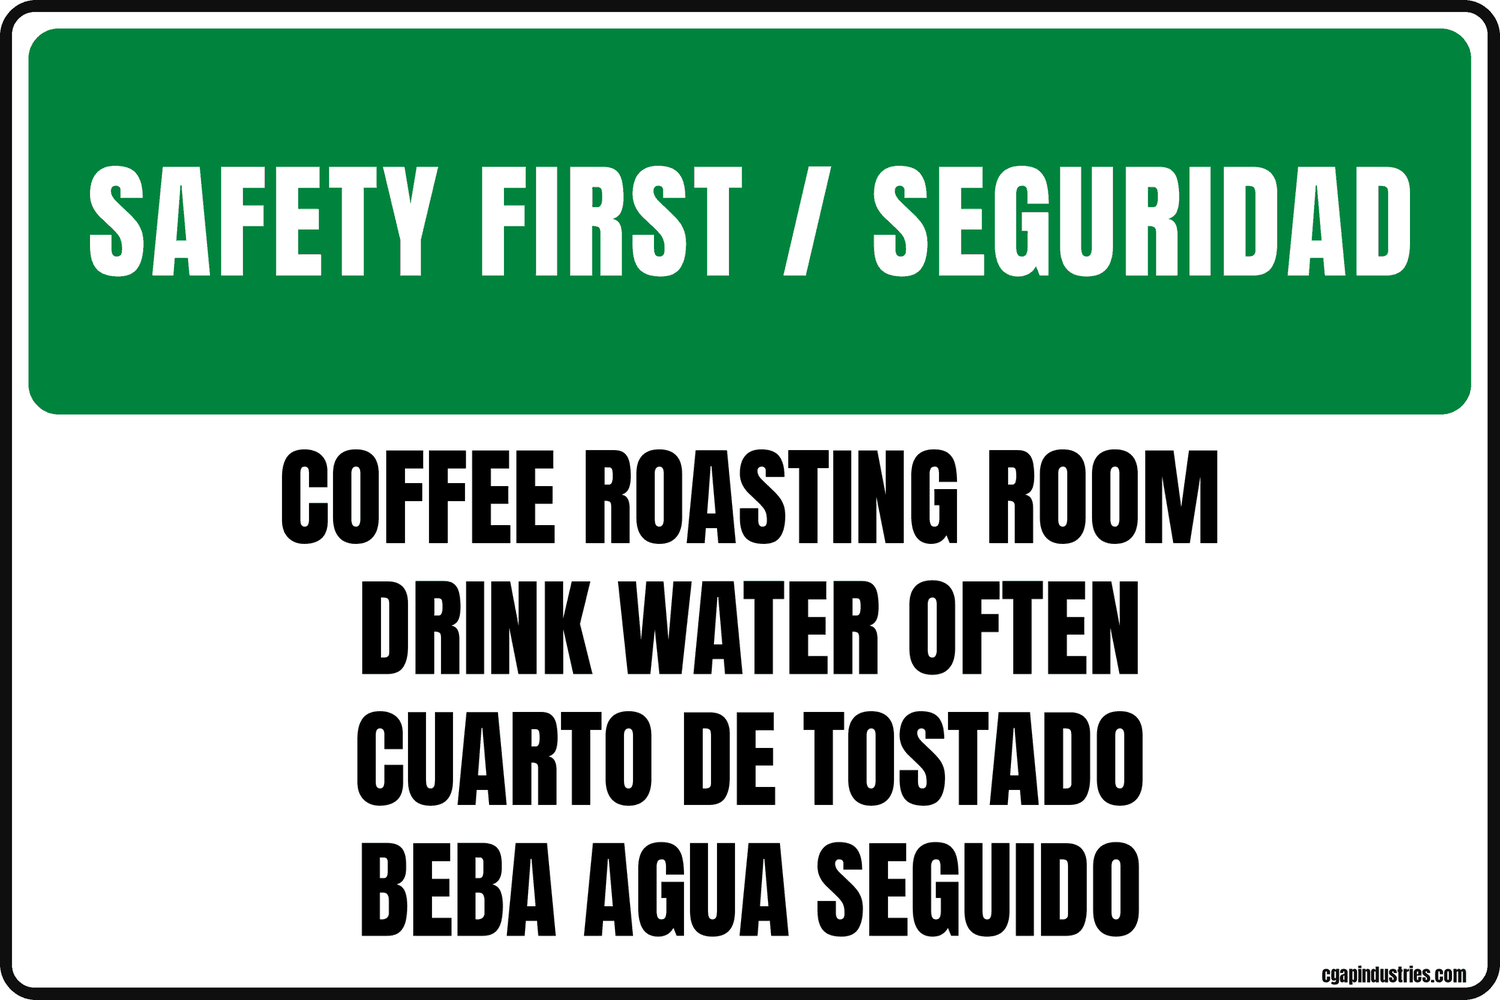 SAFETY FIRST / SEGURIDAD
COFFEE ROASTING ROOM
DRINK WATER OFTEN
CUARTO DE TOSTADO
BEBA AGUA SEGUIDO
cgapindustries.com